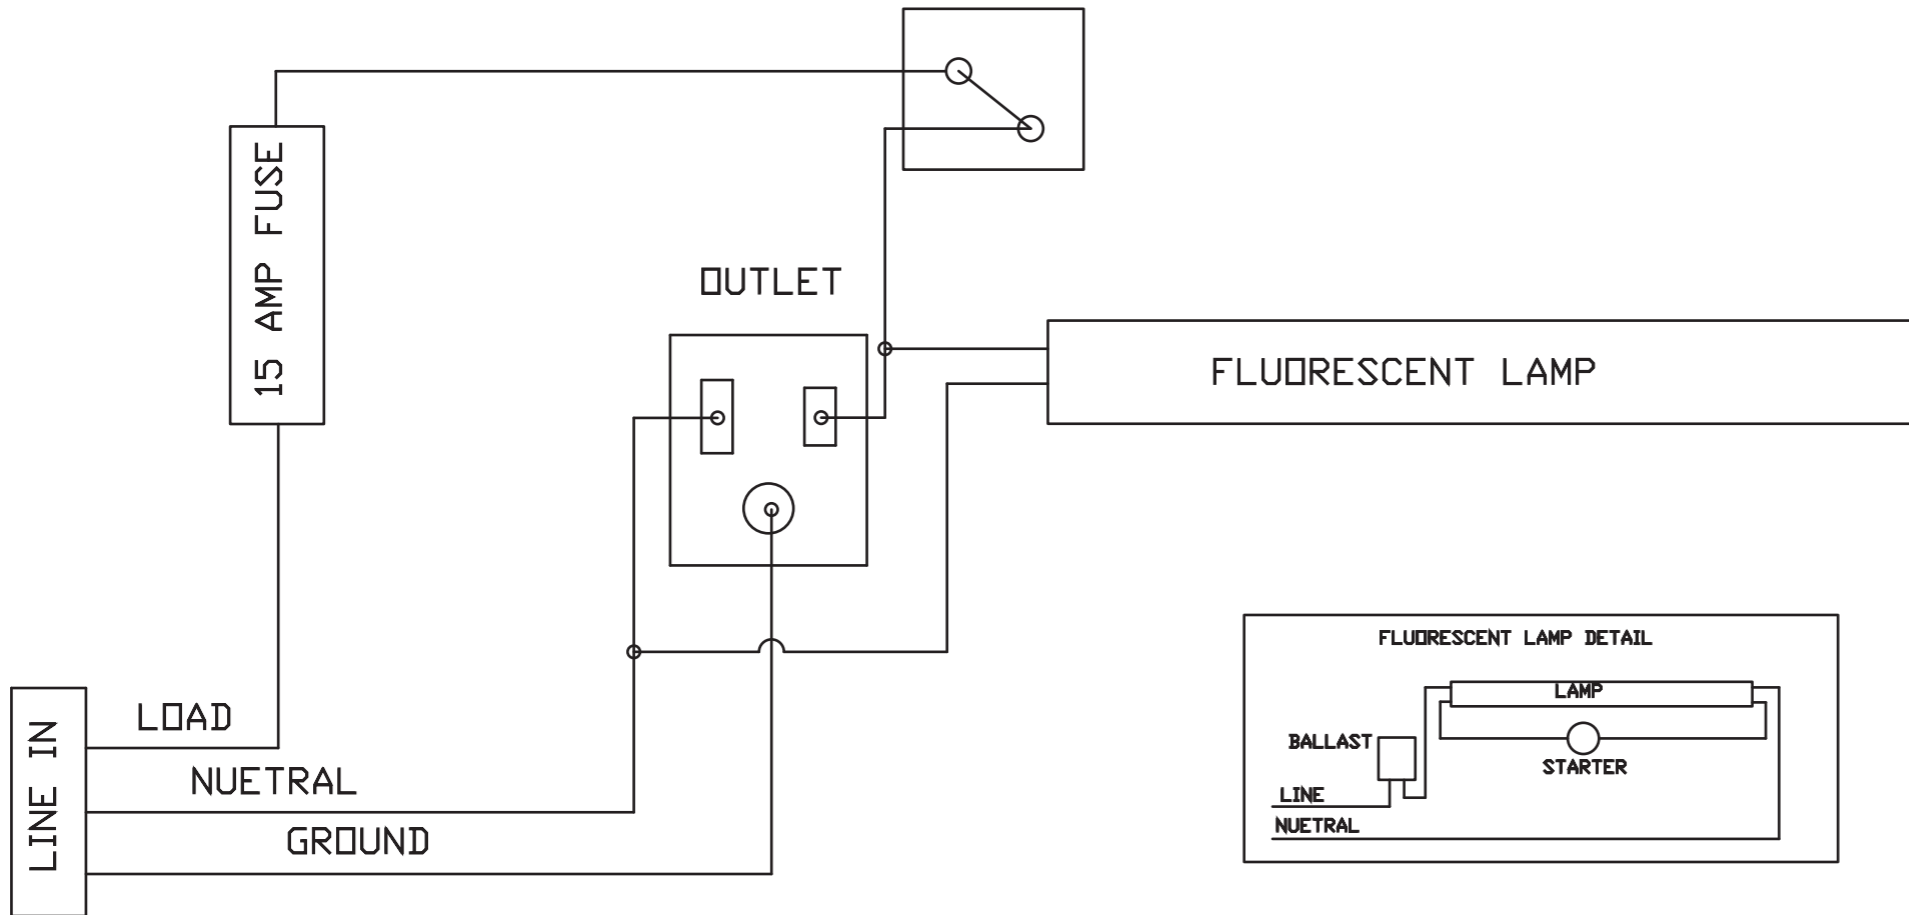 15 AMP FUSE
OUTLET
FLUORESCENT LAMP
LINE IN
LOAD
NUETRAL
GROUND
FLUORESCENT LAMP DETAIL
LAMP
BALLAST
STARTER
LINE
NUETRAL